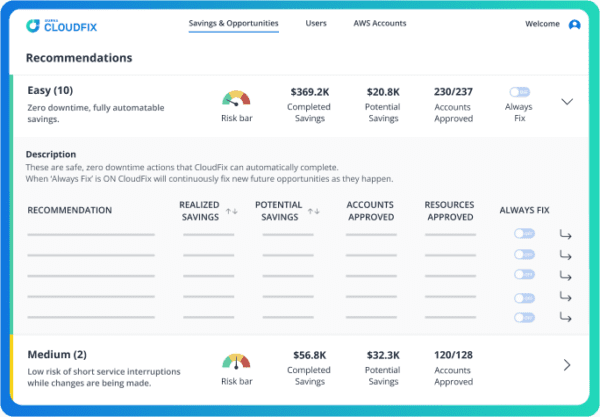 AUREA
CLOUDFIX
Savings & Opportunities
Users
AWS Accounts
Welcome
Recommendations
Easy (10)
Zero downtime, fully automatable
savings.
Risk bar
$369.2K
Completed
Savings
$20.8K
Potential
Savings
230/237
Accounts
Approved
Always
Fix
Description
These are safe, zero downtime actions that CloudFix can automatically complete.
When 'Always Fix' is ON CloudFix will continuously fix new future opportunities as they happen.
RECOMMENDATION
REALIZED
SAVINGS
POTENTIAL
SAVINGS
ACCOUNTS
APPROVED
RESOURCES
APPROVED
ALWAYS FIX
Medium (2)
Low risk of short service interruptions
while changes are being made.
Risk bar
$56.8K
Completed
Savings
$32.3K
Potential
Savings
120/128
Accounts
Approved